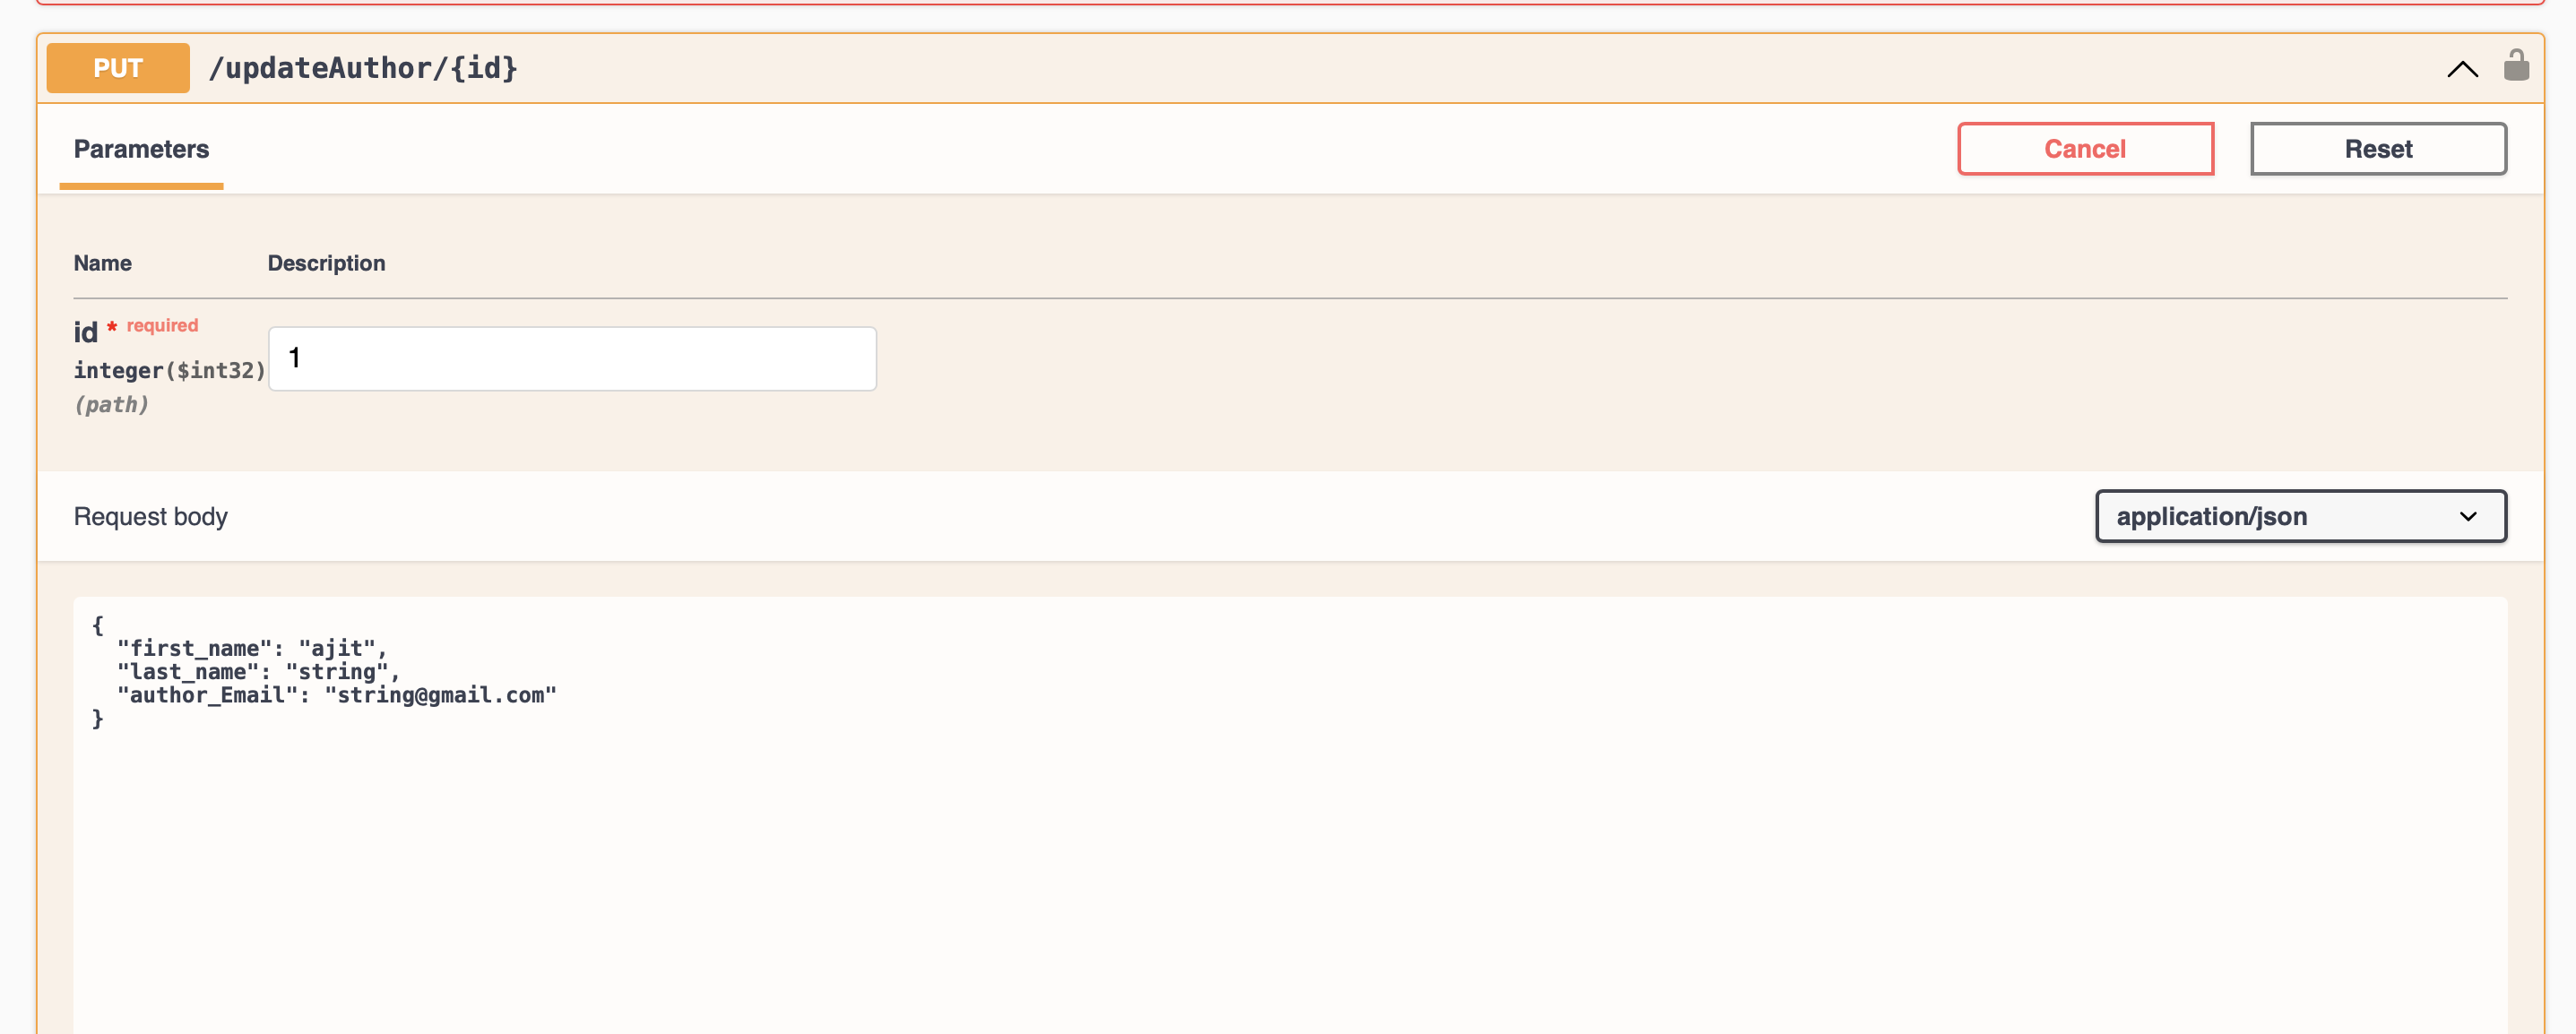 PUT /updateAuthor/{id}
Parameters
Cancel
Reset
Name Description
id * required
integer($int32)
(path)
1
Request body
application/json
{
  "first_name": "ajit",
  "last_name": "string",
  "author_Email": "string@gmail.com"
}